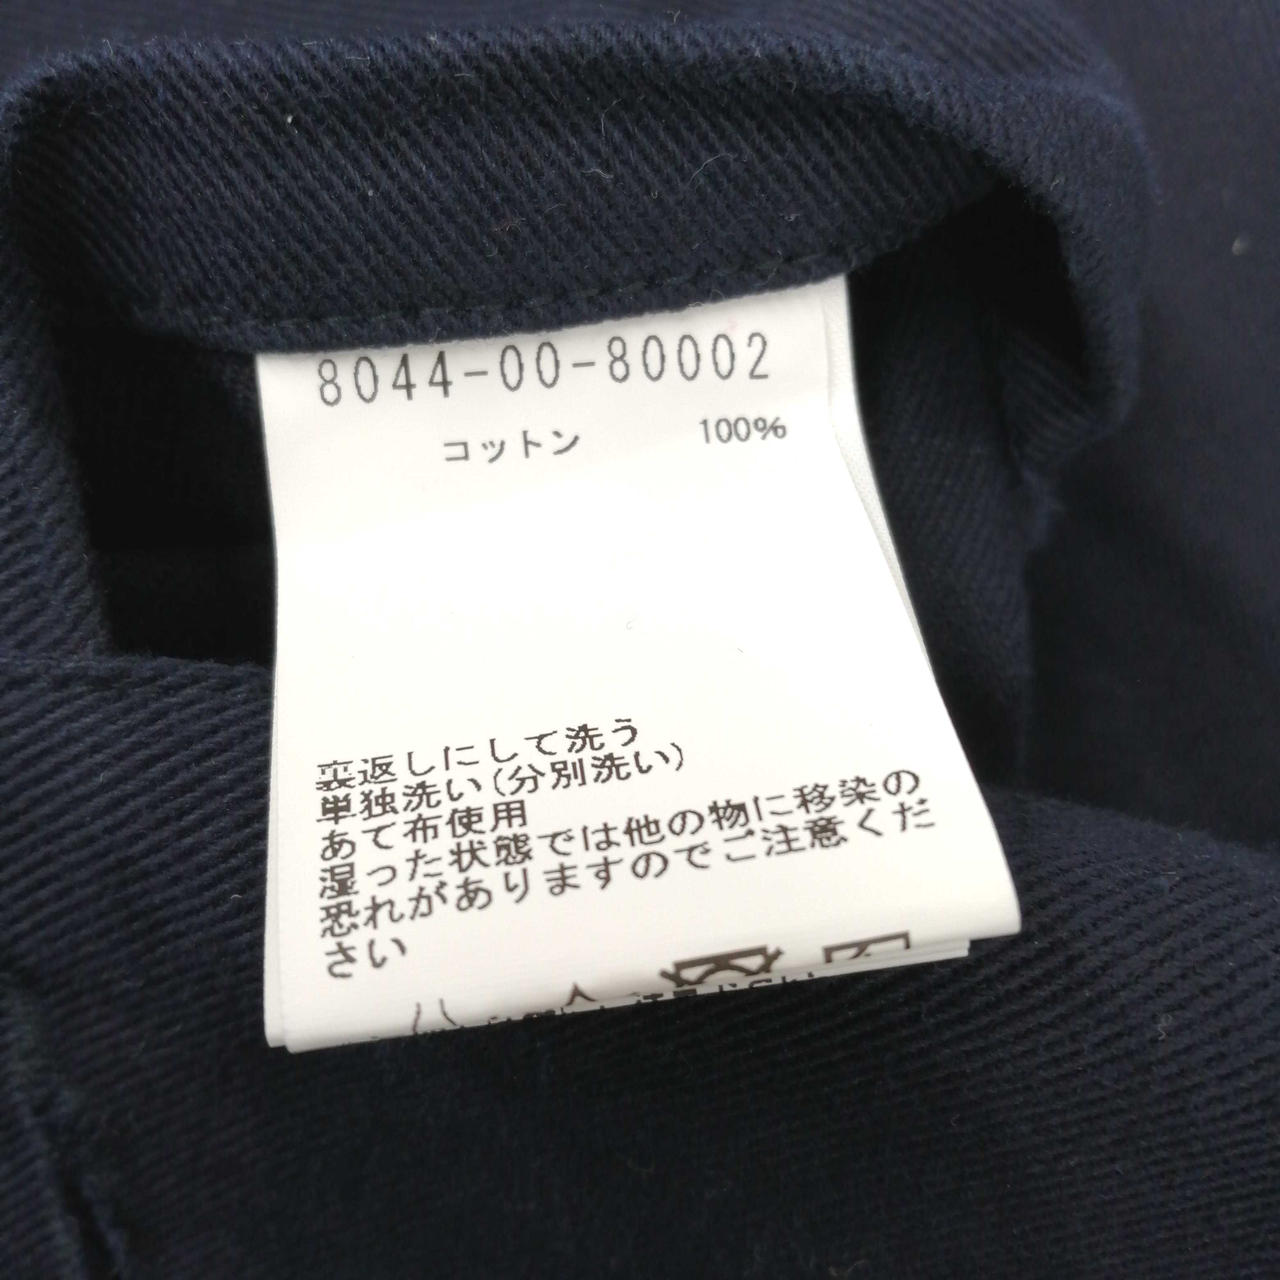 8044-00-80002
コットン 100%
裏返しにして洗う
単独洗い(分別洗い)
あて布使用
湿った状態では他の物に移染の
恐れがありますのでご注意くだ
さい